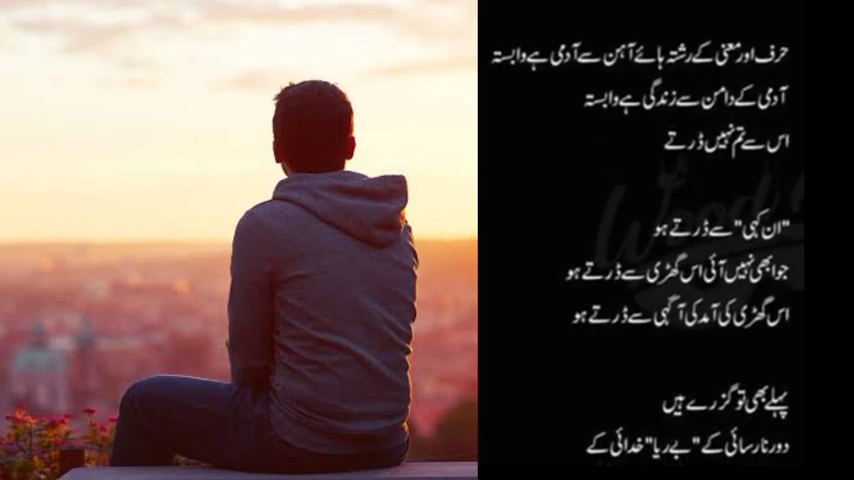 حرف اور معنی کے رشتہ ہائے آہن سے آدمی ہے وابستہ
آدمی کے دامن سے زندگی ہے وابستہ
اس سے تم نہیں ڈرتے
"ان کہی" سے ڈرتے ہو
جو ابھی نہیں آئی اس گھڑی سے ڈرتے ہو
اس گھڑی کی آمد کی آگہی سے ڈرتے ہو
پہلے بھی تو گزرے ہیں
دور نارسائی کے "بے ریا" خدائی کے